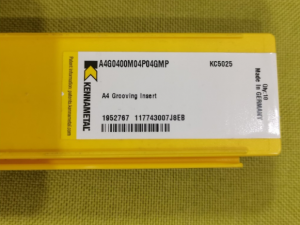 A4G0400M04P04GMP
KC5025
KENNAMETAL
A4 Grooving Insert
1952767 117743007J8EB
Qty:10
Made in GERMANY